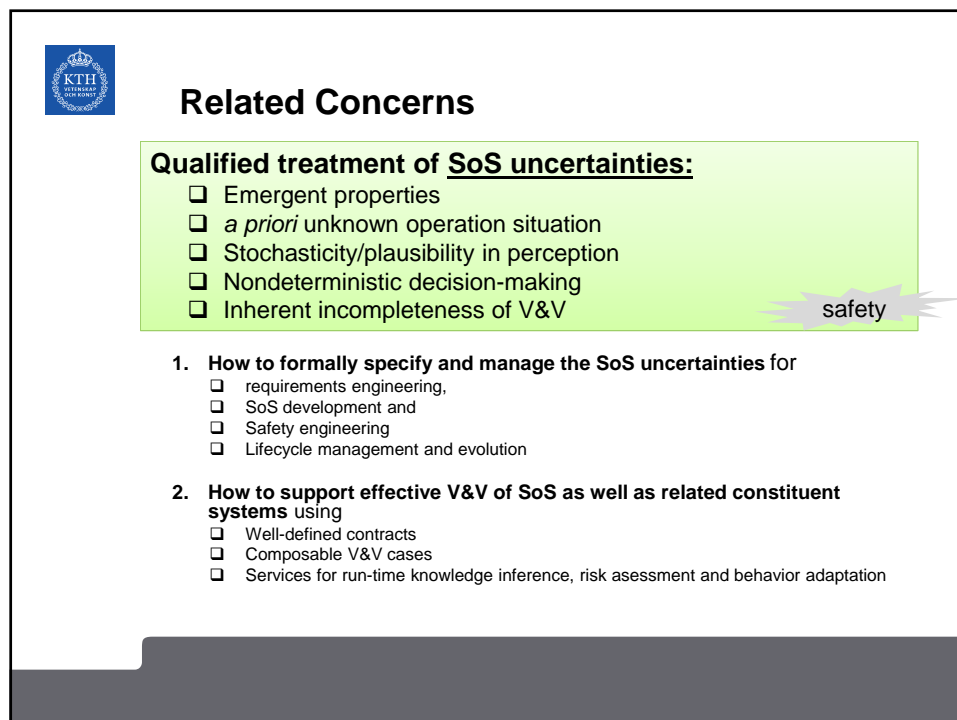 KTH
VETENSKAP
OCH KONST
Related Concerns
Qualified treatment of SoS uncertainties:
❑ Emergent properties
❑ a priori unknown operation situation
❑ Stochasticity/plausibility in perception
❑ Nondeterministic decision-making
❑ Inherent incompleteness of V&V
safety
1. How to formally specify and manage the SoS uncertainties for
❑ requirements engineering,
❑ SoS development and
❑ Safety engineering
❑ Lifecycle management and evolution
2. How to support effective V&V of SoS as well as related constituent
systems using
❑ Well-defined contracts
❑ Composable V&V cases
❑ Services for run-time knowledge inference, risk asessment and behavior adaptation